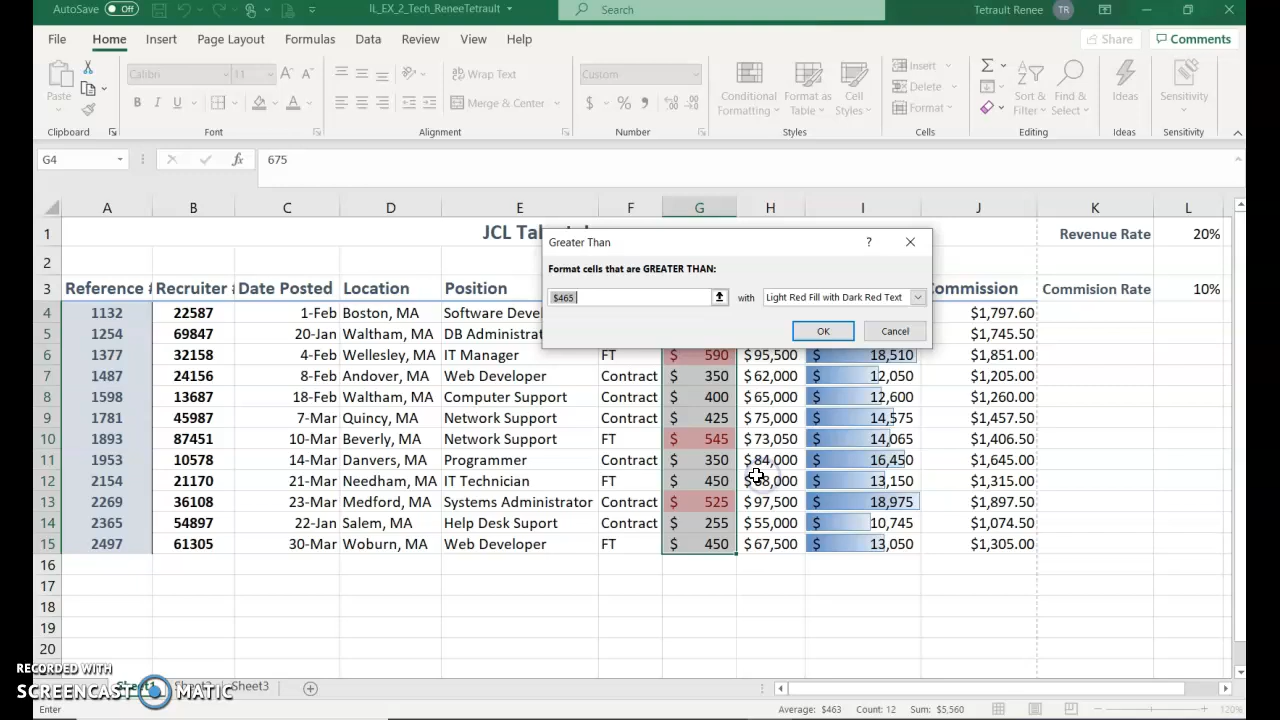 AutoSave Off IL_EX_2_Tech_ReneeTetrault Search Tetrault Renee TR
File Home Insert Page Layout Formulas Data Review View Help Share Comments
Paste Calibri 11 Wrap Text Merge & Center Custom Conditional Formatting Format as Table Cell Styles Insert Delete Format Sort & Filter Find & Select Ideas Sensitivity
Clipboard Font Alignment Number Styles Cells Editing Ideas Sensitivity
G4 fx 675
A B C D E F G H I J K L
1 JCL Revenue Rate 20%
2
3 Reference # Recruiter Date Posted Location Position Commission Commision Rate 10%
4 1132 22587 1-Feb Boston, MA Software Deve $1,797.60
5 1254 69847 20-Jan Waltham, MA DB Administrat $1,745.50
6 1377 32158 4-Feb Wellesley, MA IT Manager FT $ 590 $95,500 $ 18,510 $1,851.00
7 1487 24156 8-Feb Andover, MA Web Developer Contract $ 350 $62,000 $ 12,050 $1,205.00
8 1598 13687 18-Feb Waltham, MA Computer Support Contract $ 400 $65,000 $ 12,600 $1,260.00
9 1781 45987 7-Mar Quincy, MA Network Support Contract $ 425 $75,000 $ 14,575 $1,457.50
10 1893 87451 10-Mar Beverly, MA Network Support FT $ 545 $73,050 $ 14,065 $1,406.50
11 1953 10578 14-Mar Danvers, MA Programmer Contract $ 350 $84,000 $ 16,450 $1,645.00
12 2154 21170 21-Mar Needham, MA IT Technician FT $ 450 8,000 $ 13,150 $1,315.00
13 2269 36108 23-Mar Medford, MA Systems Administrator Contract $ 525 $97,500 $ 18,975 $1,897.50
14 2365 54897 22-Jan Salem, MA Help Desk Suport Contract $ 255 $55,000 $ 10,745 $1,074.50
15 2497 61305 30-Mar Woburn, MA Web Developer FT $ 450 $67,500 $ 13,050 $1,305.00
16
17
18
19
20
Greater Than ?
Format cells that are GREATER THAN:
$465 with Light Red Fill with Dark Red Text
OK Cancel
RECORDED WITH
SCREENCAST MATIC
Sheet3
Enter Average: $463 Count: 12 Sum: $5,560 120%